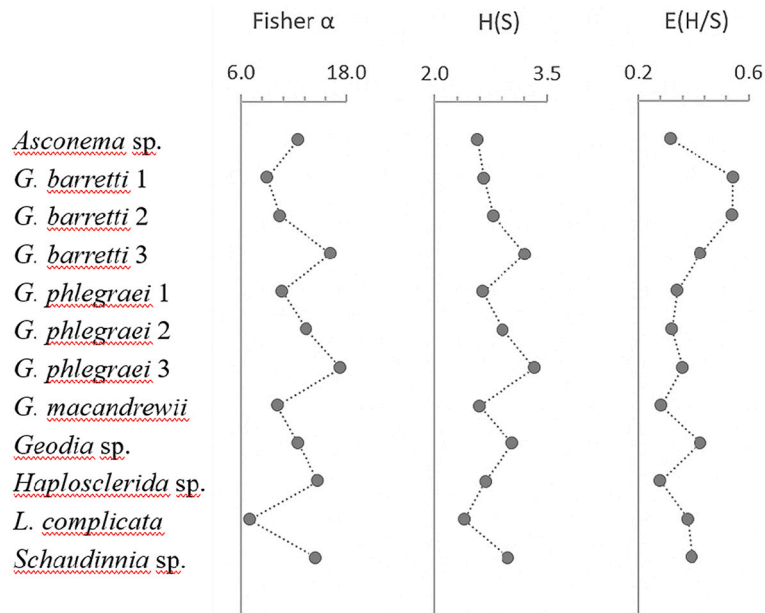 Fisher α H(S) E(H/S)
6.0 18.0 2.0 3.5 0.2 0.6
Asconema sp.
G. barretti 1
G. barretti 2
G. barretti 3
G. phlegraei 1
G. phlegraei 2
G. phlegraei 3
G. macandrewii
Geodia sp.
Haplosclerida sp.
L. complicata
Schaudinnia sp.